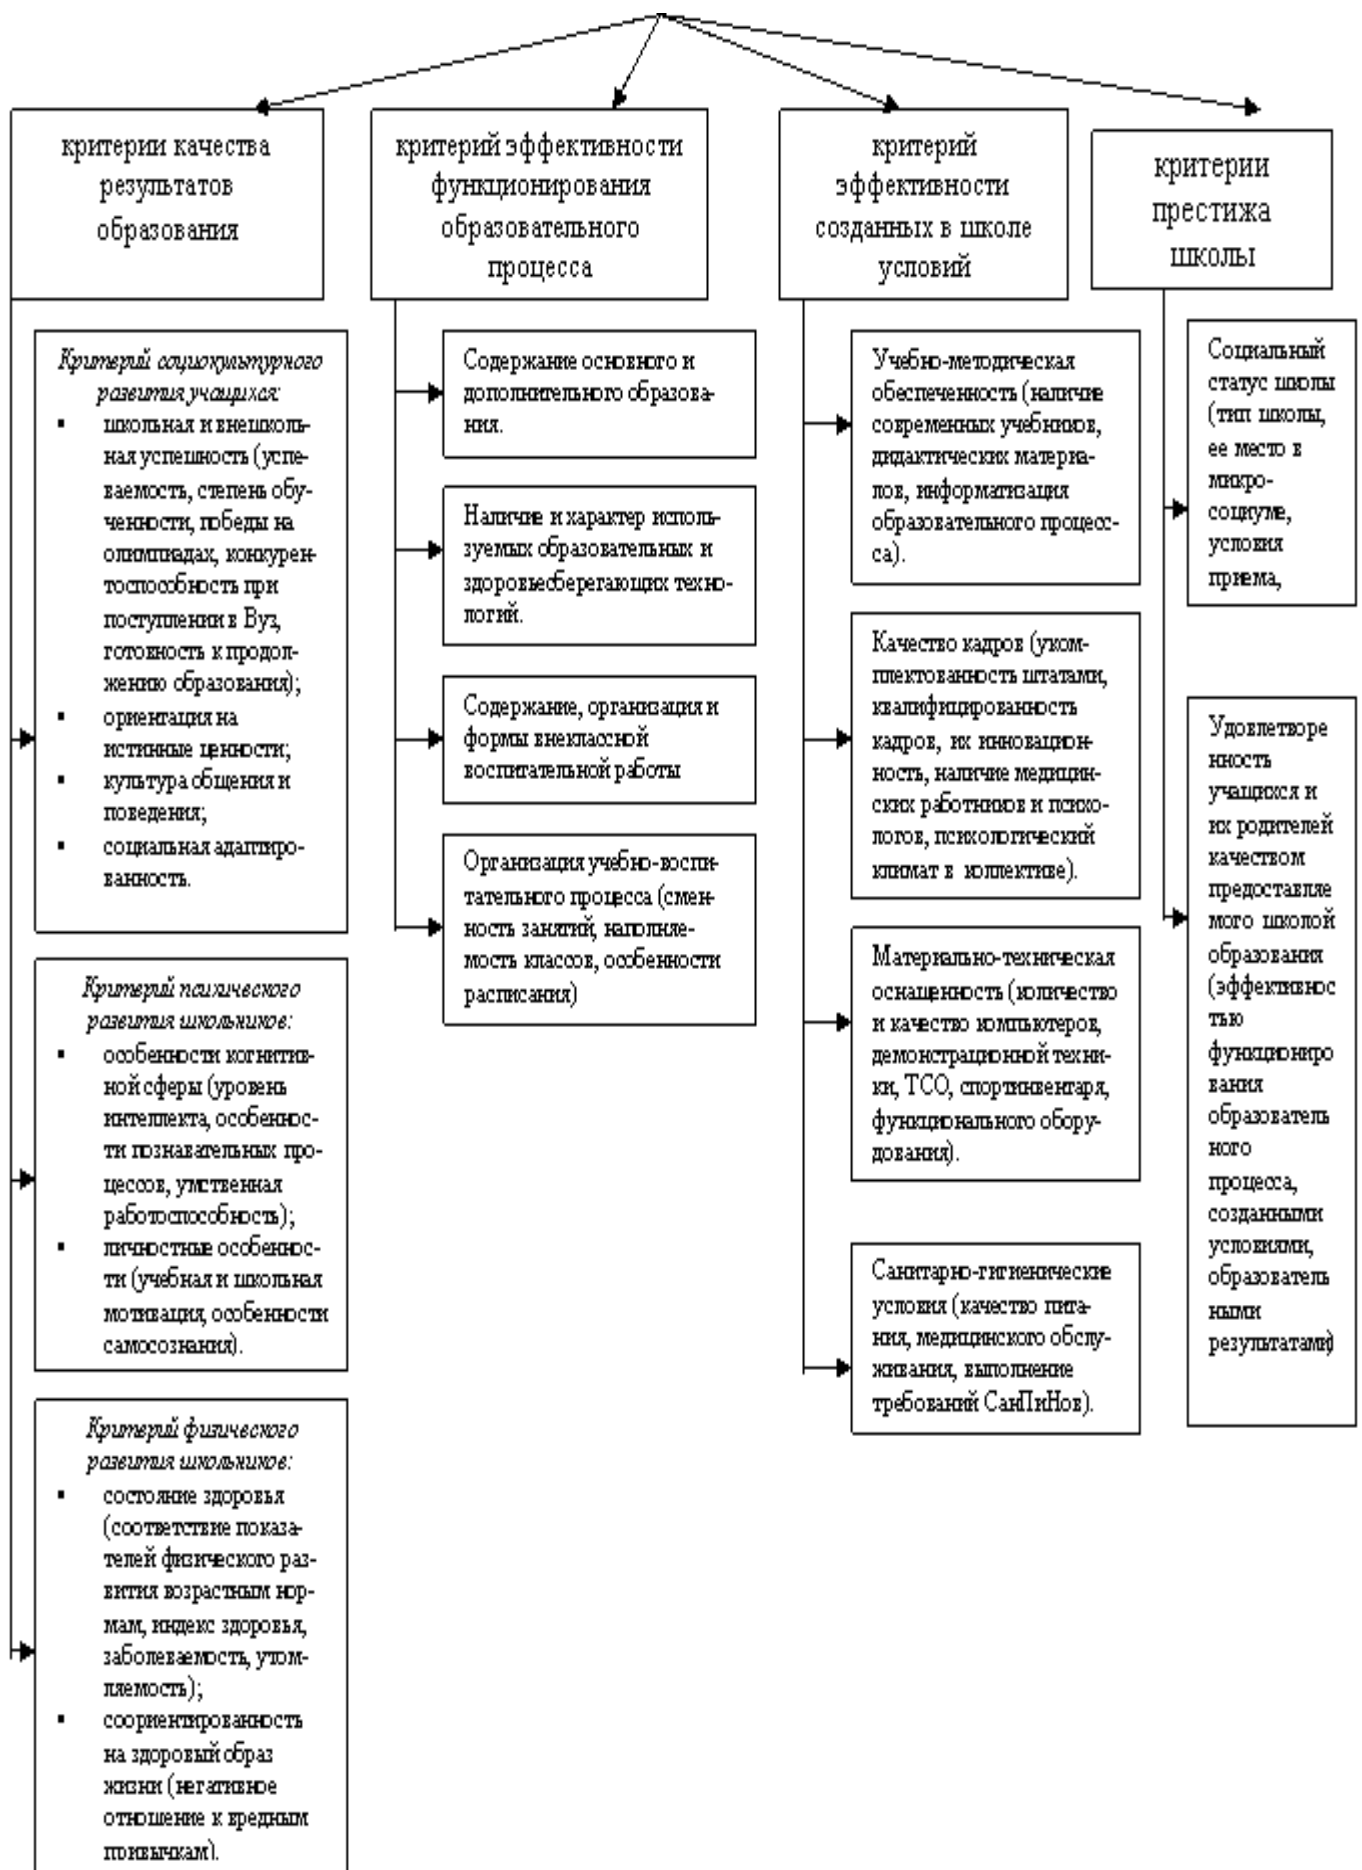 критерии качества
результатов
образования
критерий эффективности
функционирования
образовательного
процесса
критерий
эффективности
созданных в школе
условий
критерии
престижа
школы
Критерий социокультурного
развития учащихся:
▪ школьная и внешколь-
ная успешность (успе-
ваемость, степень обу-
ченности, победы на
олимпиадах, конкурен-
тоспособность при
поступлении в Вуз,
готовность к продол-
жению образования);
▪ ориентация на
истинные ценности;
▪ культура общения и
поведения;
▪ социальная адаптиро-
ванность.
Критерий психического
развития школьников:
▪ особенности когнитив-
ной сферы (уровень
интеллекта, особеннос-
ти познавательных про-
цессов, умственная
работоспособность);
▪ личностные особеннос-
ти (учебная и школьная
мотивация, особенности
самосознания).
Критерий физического
развития школьников:
▪ состояние здоровья
(соответствие показа-
телей физического раз-
вития возрастным нор-
мам, индекс здоровья,
заболеваемость, утом-
ляемость);
▪ соориентированность
на здоровый образ
жизни (негативное
отношение к вредным
привычкам).
Содержание основного и
дополнительного образова-
ния.
Наличие и характер исполь-
зуемых образовательных и
здоровьесберегающих техно-
логий.
Содержание, организация и
формы внеклассной
воспитательной работы
Организация учебно-воспи-
тательного процесса (смен-
ность занятий, наполняе-
мость классов, особенности
расписания)
Учебно-методическая
обеспеченность (наличие
современных учебников,
дидактических материа-
лов, информатизация
образовательного процесс-
са).
Качество кадров (уком-
плектованность штатами,
квалифицированность
кадров, их инновацион-
ность, наличие медицин-
ских работников и психо-
логов, психологический
климат в коллективе).
Материально-техническая
оснащенность (количество
и качество компьютеров,
демонстрационной техни-
ки, ТСО, спортинвентаря,
функционального обору-
дования).
Санитарно-гигиенические
условия (качество пита-
ния, медицинского обслу-
живания, выполнение
требований СанПиНов).
Социальный
статус школы
(тип школы,
ее место в
микро-
социуме,
условия
приема,
Удовлетворе
нность
учащихся и
их родителей
качеством
предоставляе
мого школой
образования
(эффективнос
тью
функциониро
вания
образователь
ного
процесса,
созданными
условиями,
образователь
ными
результатами)